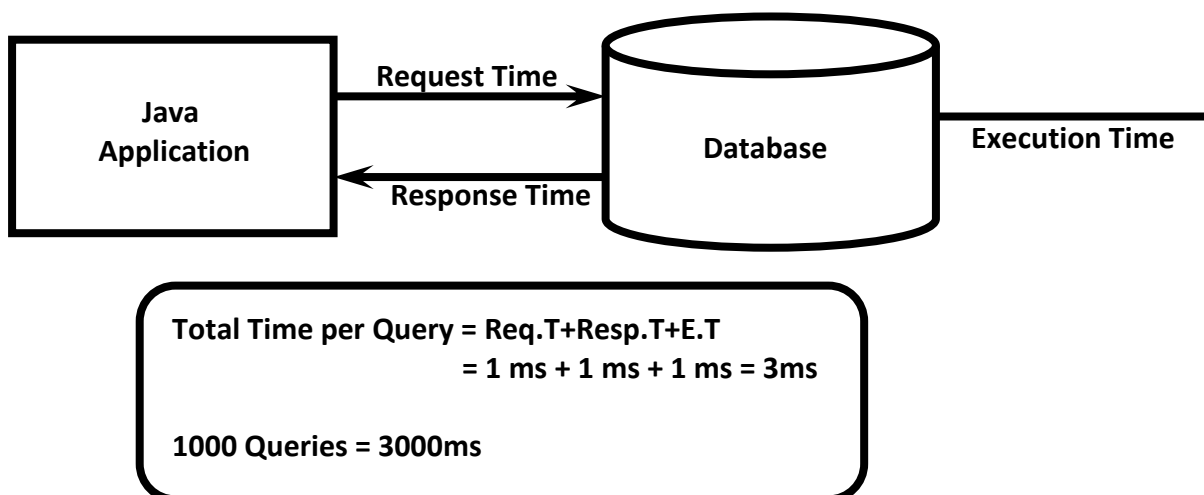 Java
Application
Request Time
Response Time
Database
Execution Time
Total Time per Query = Req.T+Resp.T+E.T
= 1 ms + 1 ms + 1 ms = 3ms
1000 Queries = 3000ms